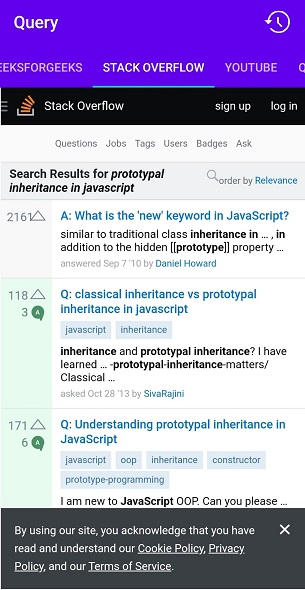 Query
EEKSFORGEEKS STACK OVERFLOW YOUTUBE Q
Stack Overflow sign up log in
Questions Jobs Tags Users Badges Ask
Search Results for prototypal
inheritance in javascript
order by Relevance
2161
A: What is the 'new' keyword in JavaScript?
similar to traditional class inheritance in ... , in
addition to the hidden [[prototype]] property ...
answered Sep 7 '10 by Daniel Howard
118
3 A
Q: classical inheritance vs prototypal
inheritance in javascript
javascript inheritance
inheritance and prototypal inheritance? I have
learned ... -prototypal-inheritance-matters/
Classical ...
asked Oct 28 '13 by SivaRajini
171
6 A
Q: Understanding prototypal inheritance in
JavaScript
javascript oop inheritance constructor
prototype-programming
I am new to JavaScript OOP. Can you please ...
By using our site, you acknowledge that you have
read and understand our Cookie Policy, Privacy
Policy, and our Terms of Service.